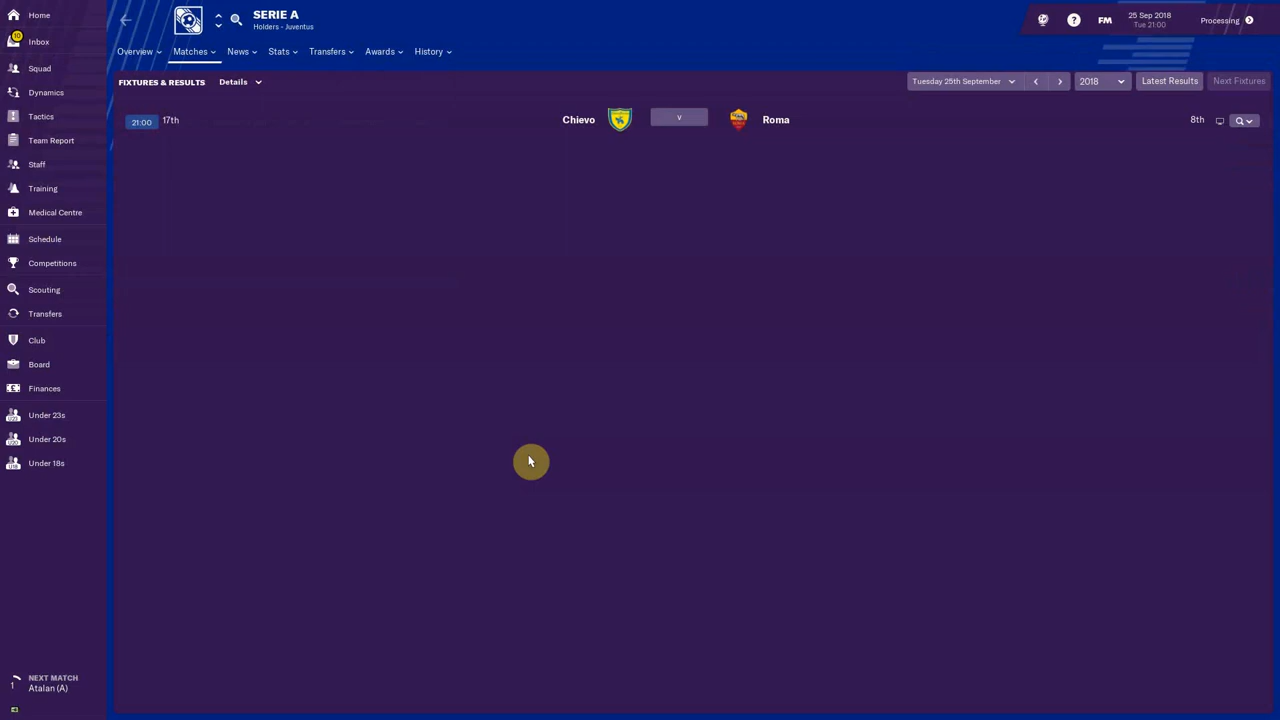 Home
SERIE A
Holders - Juventus
FM
25 Sep 2018
Tue 21:00
Processing
10
Inbox
Overview
Matches
News
Stats
Transfers
Awards
History
Squad
Dynamics
Tactics
Team Report
Staff
Training
Medical Centre
Schedule
Competitions
Scouting
Transfers
Club
Board
Finances
Under 23s
Under 20s
Under 18s
FIXTURES & RESULTS
Details
Tuesday 25th September
2018
Latest Results
Next Fixtures
21:00 17th Chievo v Roma 8th
1
NEXT MATCH
Atalan (A)